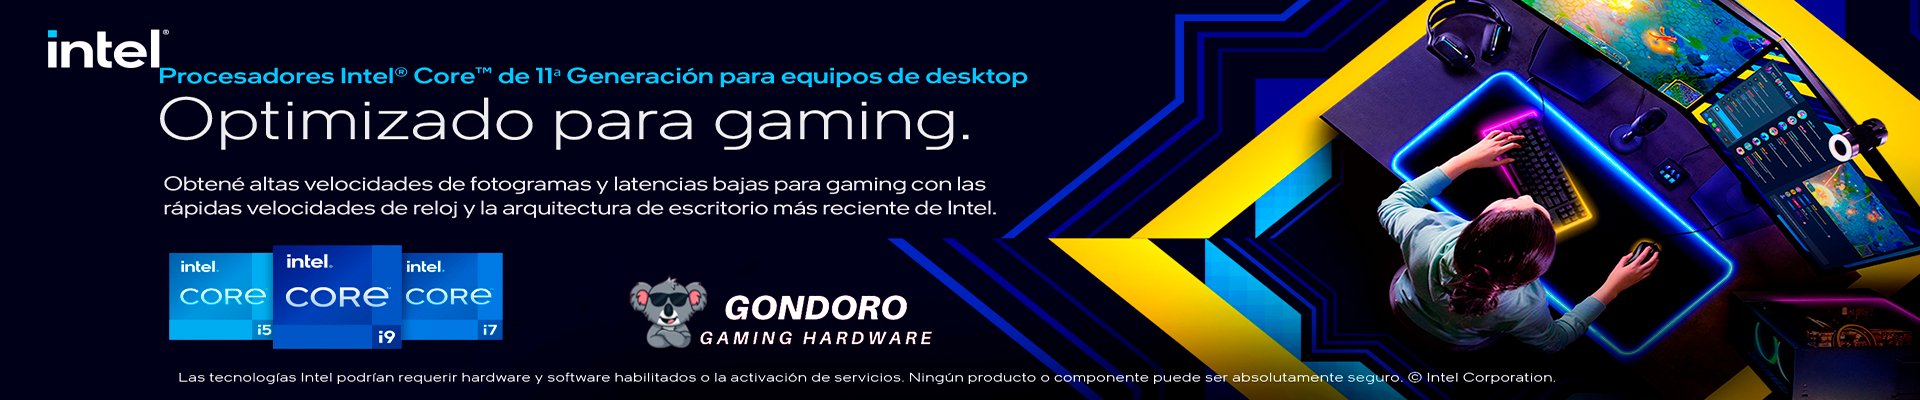 intel®
Procesadores Intel® Core™ de 11ª Generación para equipos de desktop
Optimizado para gaming.
Obtené altas velocidades de fotogramas y latencias bajas para gaming con las
rápidas velocidades de reloj y la arquitectura de escritorio más reciente de Intel.
intel.
CORE™
i5
intel.
CORE™
i9
intel.
CORE™
i7
GONDORO
GAMING HARDWARE
Las tecnologías Intel podrían requerir hardware y software habilitados o la activación de servicios. Ningún producto o componente puede ser absolutamente seguro. © Intel Corporation.